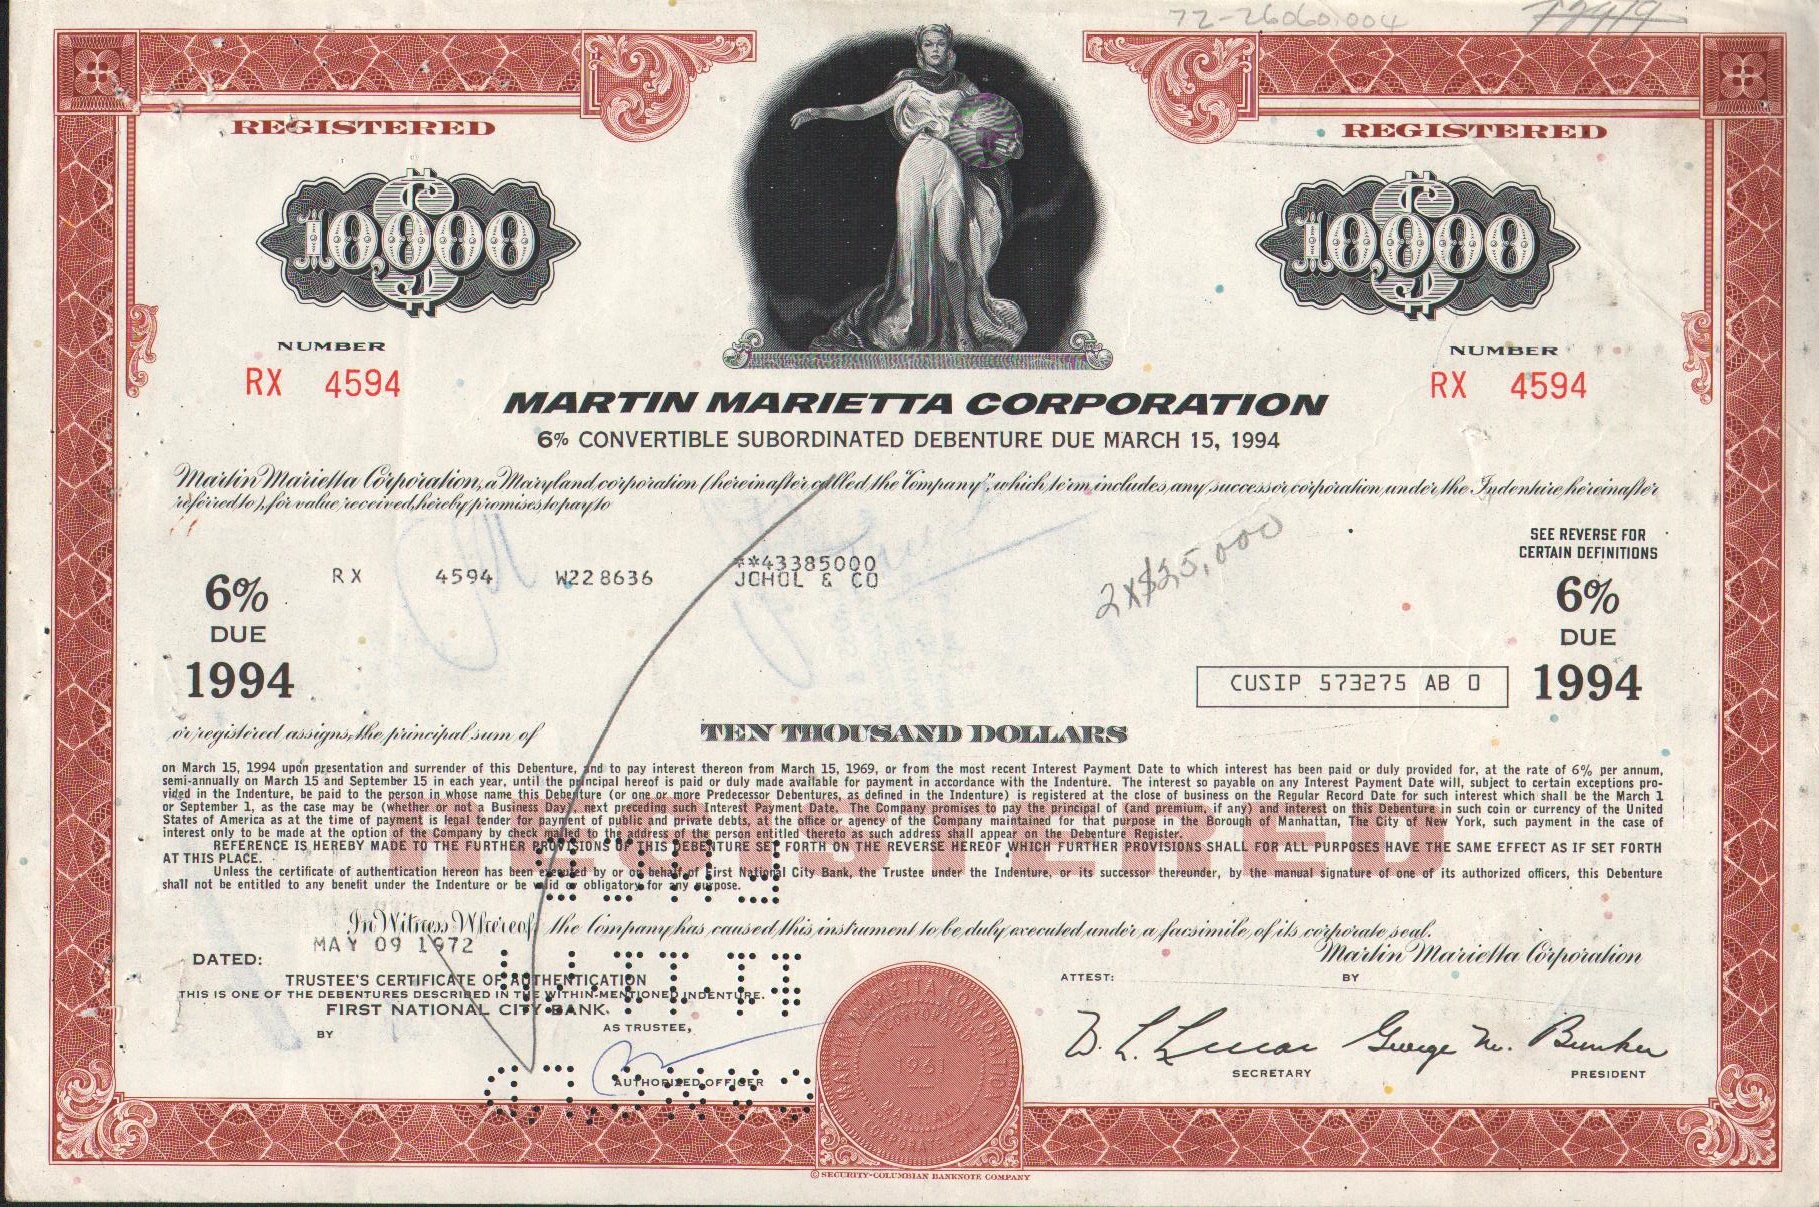 72-26060.004
REGISTERED
REGISTERED
$10,000
$10,000
NUMBER
NUMBER
RX 4594
RX 4594
MARTIN MARIETTA CORPORATION
6% CONVERTIBLE SUBORDINATED DEBENTURE DUE MARCH 15, 1994
Martin Marietta Corporation, a Maryland corporation (hereinafter called the "Company", which term includes any successor corporation under the Indenture hereinafter
referred to), for value received, hereby promises to pay to
SEE REVERSE FOR
CERTAIN DEFINITIONS
2 x $25,000
**43385000
RX 4594 W228636 JCHOL & CO
6%
DUE
1994
6%
DUE
1994
CUSIP 573275 AB 0
or registered assigns, the principal sum of TEN THOUSAND DOLLARS
on March 15, 1994 upon presentation and surrender of this Debenture, and to pay interest thereon from March 15, 1969, or from the most recent Interest Payment Date to which interest has been paid or duly provided for, at the rate of 6% per annum,
semi-annually on March 15 and September 15 in each year, until the principal hereof is paid or duly made available for payment in accordance with the Indenture. The interest so payable on any Interest Payment Date will, subject to certain exceptions pro-
vided in the Indenture, be paid to the person in whose name this Debenture (or one or more Predecessor Debentures, as defined in the Indenture) is registered at the close of business on the Regular Record Date for such interest which shall be the March 1
or September 1, as the case may be (whether or not a Business Day), next preceding such Interest Payment Date. The Company promises to pay the principal of (and premium, if any) and interest on this Debenture in such coin or currency of the United
States of America as at the time of payment is legal tender for payment of public and private debts, at the office or agency of the Company maintained for that purpose in the Borough of Manhattan, The City of New York, such payment in the case of
interest only to be made at the option of the Company by check mailed to the address of the person entitled thereto as such address shall appear on the Debenture Register.
REFERENCE IS HEREBY MADE TO THE FURTHER PROVISIONS OF THIS DEBENTURE SET FORTH ON THE REVERSE HEREOF WHICH FURTHER PROVISIONS SHALL FOR ALL PURPOSES HAVE THE SAME EFFECT AS IF SET FORTH
AT THIS PLACE.
Unless the certificate of authentication hereon has been executed by or on behalf of First National City Bank, the Trustee under the Indenture, or its successor thereunder, by the manual signature of one of its authorized officers, this Debenture
shall not be entitled to any benefit under the Indenture or be valid or obligatory for any purpose.
REGISTERED
In Witness Whereof, the Company has caused this instrument to be duly executed under a facsimile of its corporate seal.
MAY 09 1972
DATED:
Martin Marietta Corporation
ATTEST:
BY
TRUSTEE'S CERTIFICATE OF AUTHENTICATION
THIS IS ONE OF THE DEBENTURES DESCRIBED IN THE WITHIN-MENTIONED INDENTURE.
FIRST NATIONAL CITY BANK,
AS TRUSTEE,
BY
AUTHORIZED OFFICER
MARTIN MARIETTA CORPORATION
INCORPORATED
1961
MARYLAND
W. L. Lucas
SECRETARY
George M. Bunker
PRESIDENT
© SECURITY-COLUMBIAN BANKNOTE COMPANY